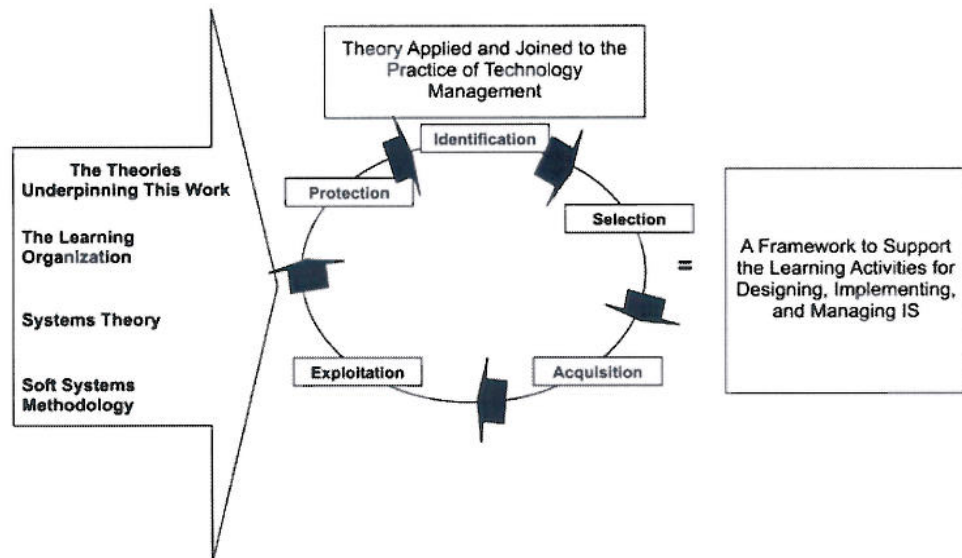 The Theories
Underpinning This Work
The Learning
Organization
Systems Theory
Soft Systems
Methodology
Theory Applied and Joined to the
Practice of Technology
Management
Identification
Protection
Selection
Exploitation
Acquisition
=
A Framework to Support
the Learning Activities for
Designing, Implementing,
and Managing IS